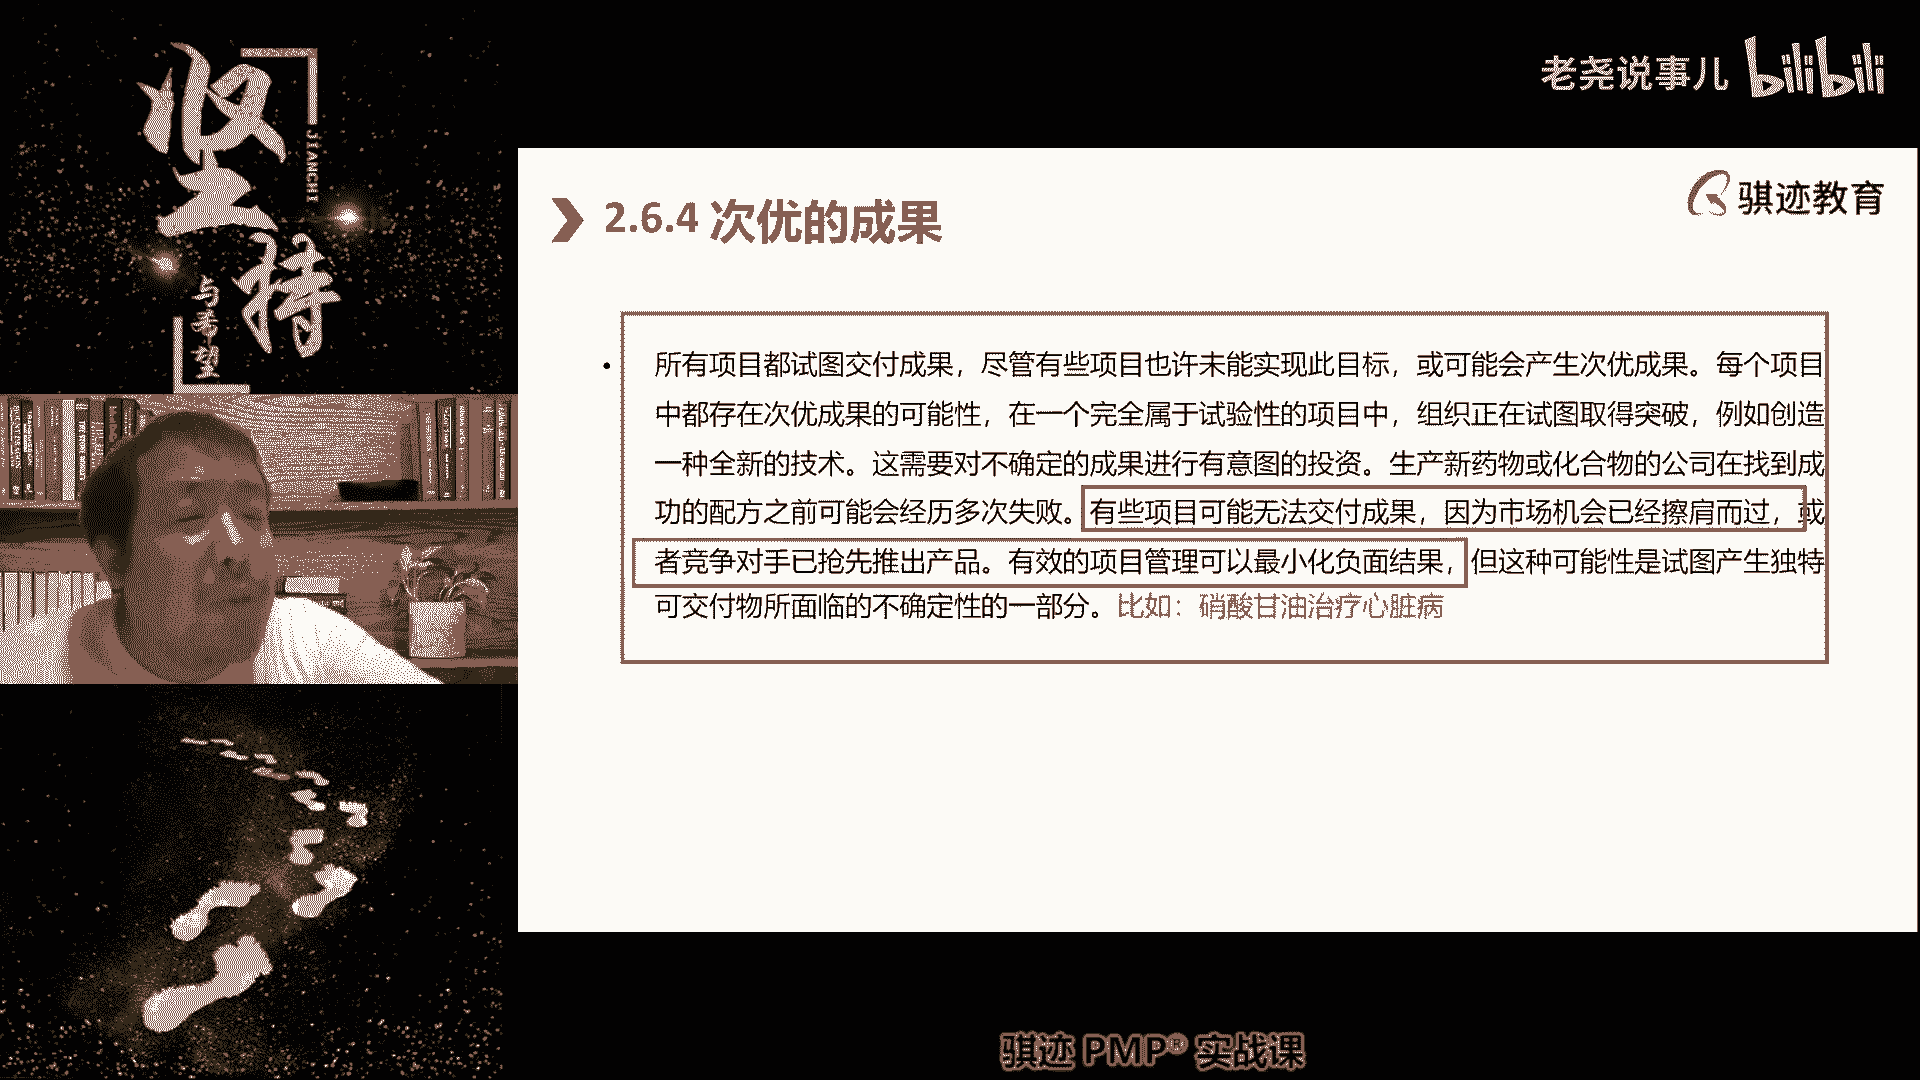 坚持
JIANCHI
与希望
老尧说事儿 bilibili
骐迹教育
2.6.4 次优的成果
• 所有项目都试图交付成果，尽管有些项目也许未能实现此目标，或可能会产生次优成果。每个项目
中都存在次优成果的可能性，在一个完全属于试验性的项目中，组织正在试图取得突破，例如创造
一种全新的技术。这需要对不确定的成果进行有意图的投资。生产新药物或化合物的公司在找到成
功的配方之前可能会经历多次失败。有些项目可能无法交付成果，因为市场机会已经擦肩而过，或
者竞争对手已抢先推出产品。有效的项目管理可以最小化负面结果，但这种可能性是试图产生独特
可交付物所面临的不确定性的一部分。比如：硝酸甘油治疗心脏病
骐迹 PMP® 实战课